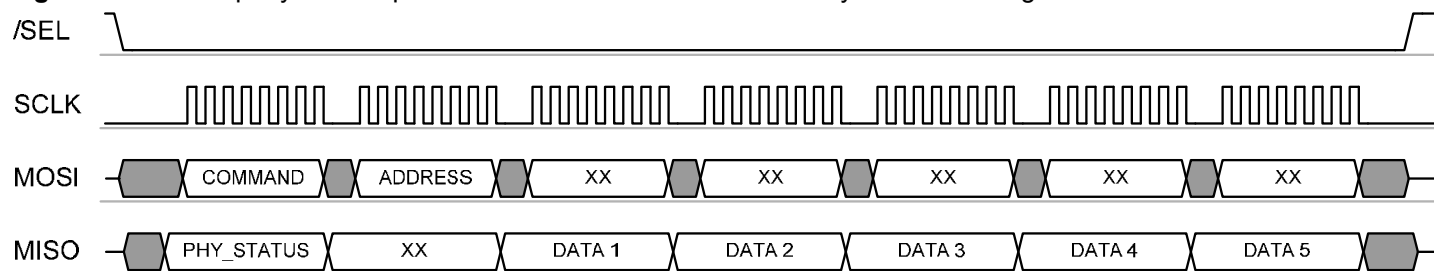 /SEL
SCLK
MOSI COMMAND ADDRESS XX XX XX XX XX
MISO PHY_STATUS XX DATA 1 DATA 2 DATA 3 DATA 4 DATA 5